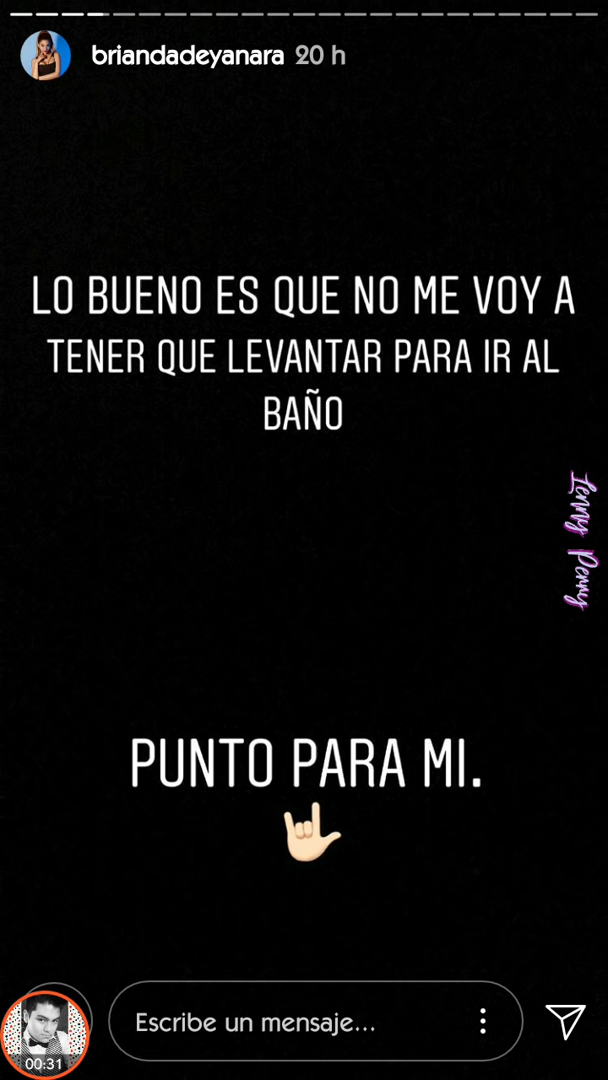 briandadeyanara 20 h
LO BUENO ES QUE NO ME VOY A
TENER QUE LEVANTAR PARA IR AL
BAÑO
Lenny Penny
PUNTO PARA MI.
🤟🏻
00:31
Escribe un mensaje...